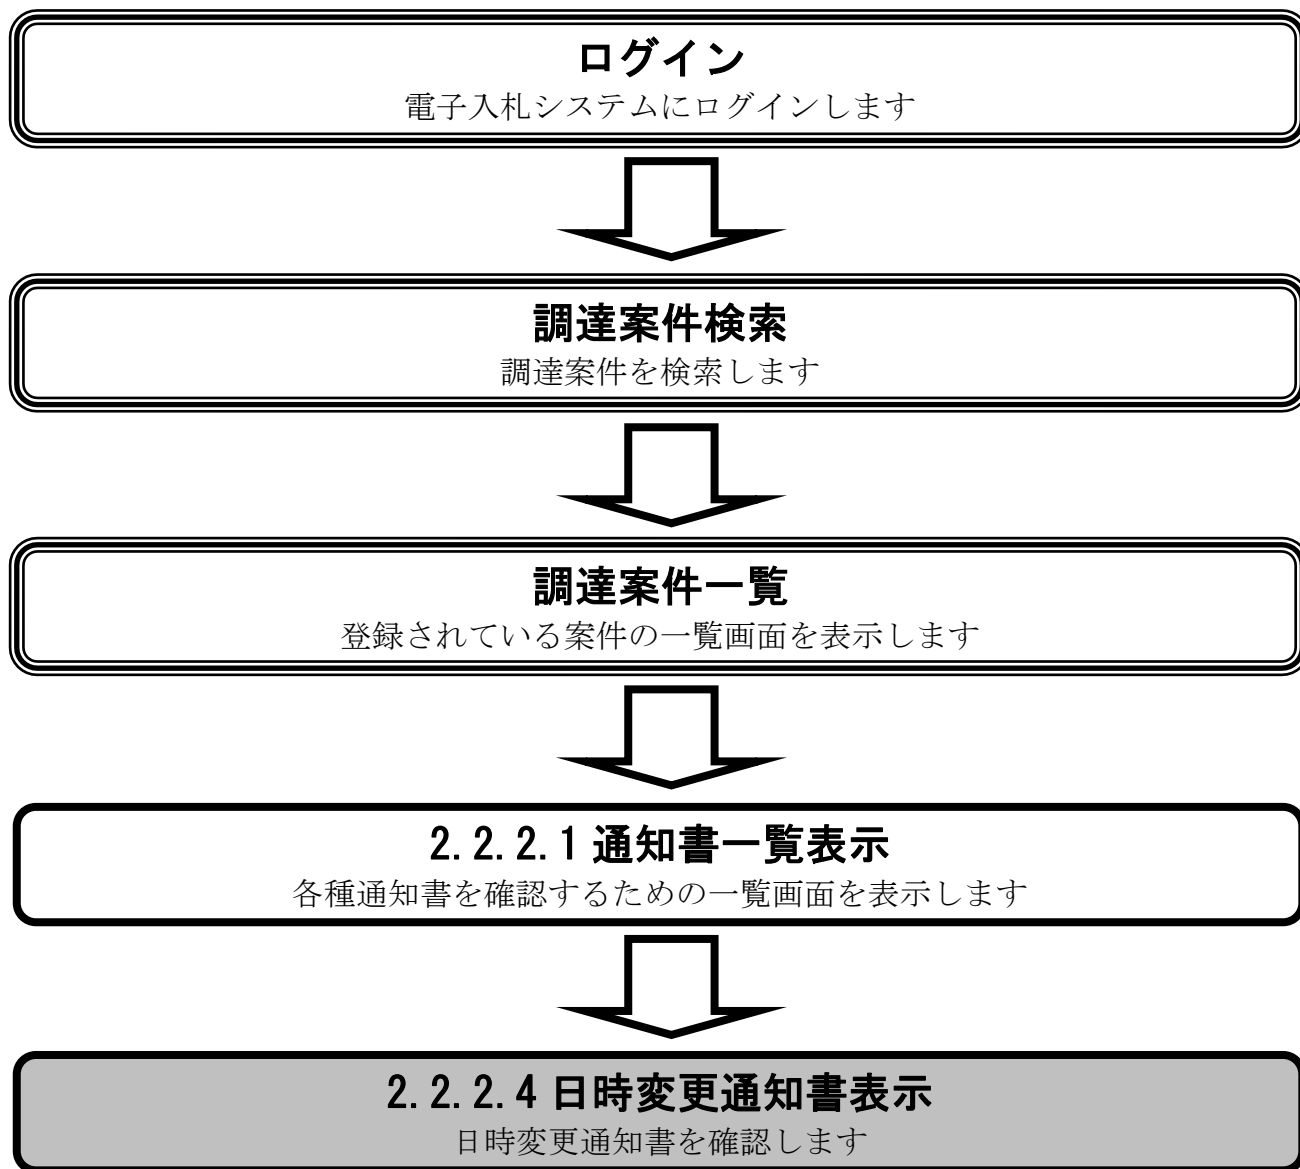 ログイン
電子入札システムにログインします
調達案件検索
調達案件を検索します
調達案件一覧
登録されている案件の一覧画面を表示します
2.2.2.1通知書一覧表示
各種通知書を確認するための一覧画面を表示します
2.2.2.4日時変更通知書表示
日時変更通知書を確認します